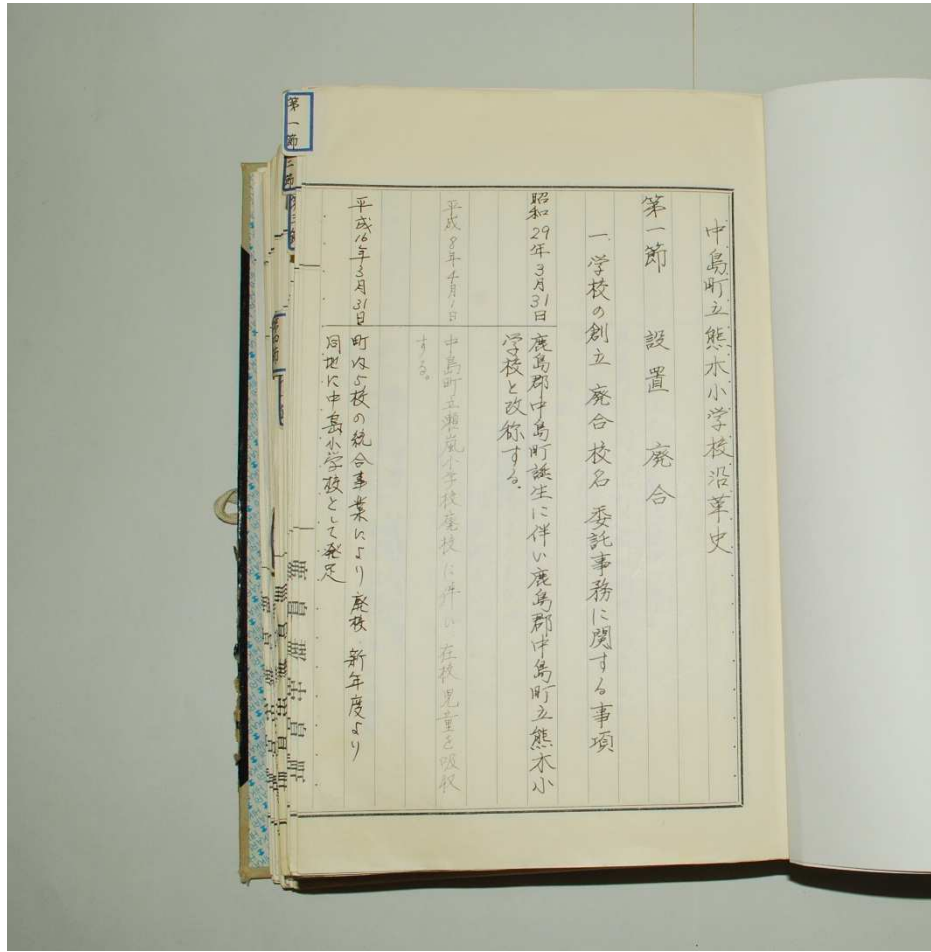 中島町立熊木小学校沿革史
第一節 設置 廃合
一 学校の創立 廃合 校名 委託事務に関する事項
昭和29年3月31日 鹿島郡中島町誕生に伴い鹿島郡中島町立熊木小
学校と改称する。
平成8年4月1日 中島町立瀬嵐小学校廃校に伴い、在校児童を吸収
する。
平成16年3月31日 町内5校の統合事業により廃校 新年度より
同地に中島小学校として発足
第一節